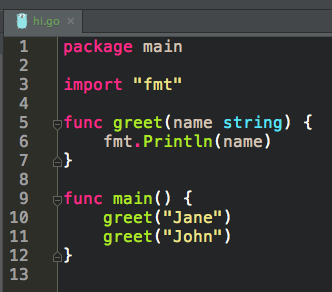 hi.go
1 package main
2
3 import "fmt"
4
5 func greet(name string) {
6     fmt.Println(name)
7 }
8
9 func main() {
10     greet("Jane")
11     greet("John")
12 }
13